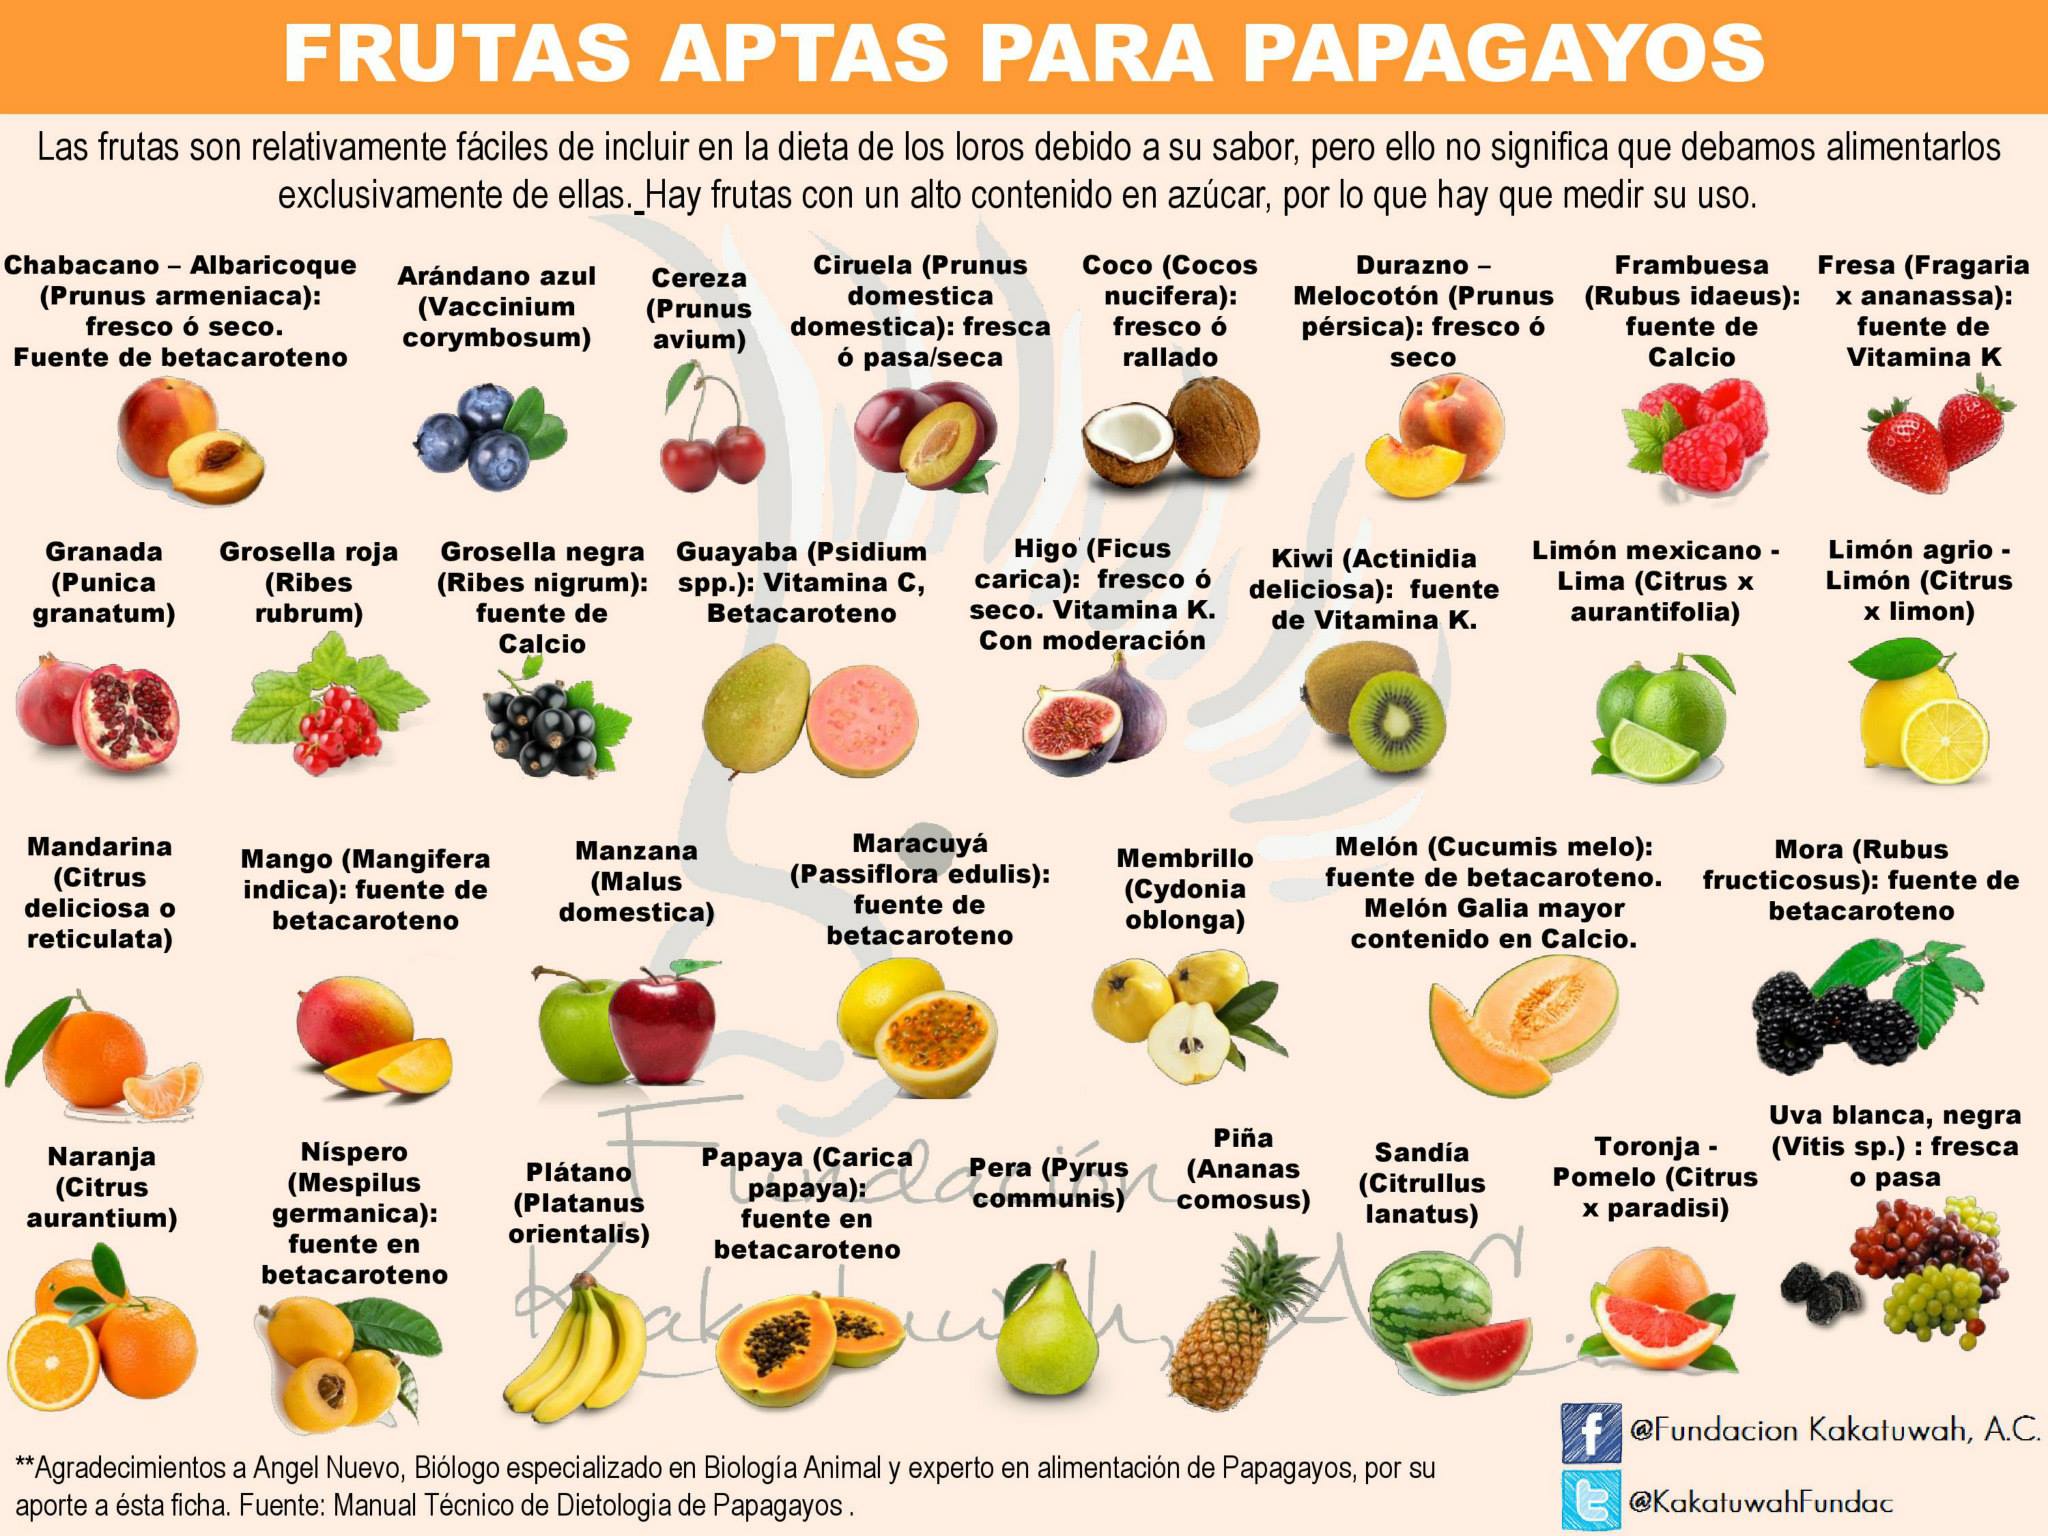 FRUTAS APTAS PARA PAPAGAYOS
Las frutas son relativamente fáciles de incluir en la dieta de los loros debido a su sabor, pero ello no significa que debamos alimentarlos
exclusivamente de ellas. Hay frutas con un alto contenido en azúcar, por lo que hay que medir su uso.
Chabacano – Albaricoque
(Prunus armeniaca):
fresco ó seco.
Fuente de betacaroteno
Arándano azul
(Vaccinium
corymbosum)
Cereza
(Prunus
avium)
Ciruela (Prunus
domestica
domestica): fresca
ó pasa/seca
Coco (Cocos
nucifera):
fresco ó
rallado
Durazno –
Melocotón (Prunus
pérsica): fresco ó
seco
Frambuesa
(Rubus idaeus):
fuente de
Calcio
Fresa (Fragaria
x ananassa):
fuente de
Vitamina K
Granada
(Punica
granatum)
Grosella roja
(Ribes
rubrum)
Grosella negra
(Ribes nigrum):
fuente de
Calcio
Guayaba (Psidium
spp.): Vitamina C,
Betacaroteno
Higo (Ficus
carica): fresco ó
seco. Vitamina K.
Con moderación
Kiwi (Actinidia
deliciosa): fuente
de Vitamina K.
Limón mexicano -
Lima (Citrus x
aurantifolia)
Limón agrio -
Limón (Citrus
x limon)
Mandarina
(Citrus
deliciosa o
reticulata)
Mango (Mangifera
indica): fuente de
betacaroteno
Manzana
(Malus
domestica)
Maracuyá
(Passiflora edulis):
fuente de
betacaroteno
Membrillo
(Cydonia
oblonga)
Melón (Cucumis melo):
fuente de betacaroteno.
Melón Galia mayor
contenido en Calcio.
Mora (Rubus
fructicosus): fuente de
betacaroteno
Naranja
(Citrus
aurantium)
Níspero
(Mespilus
germanica):
fuente en
betacaroteno
Plátano
(Platanus
orientalis)
Papaya (Carica
papaya):
fuente en
betacaroteno
Pera (Pyrus
communis)
Piña
(Ananas
comosus)
Sandía
(Citrullus
lanatus)
Toronja -
Pomelo (Citrus
x paradisi)
Uva blanca, negra
(Vitis sp.) : fresca
o pasa
Fundación
Kakatuwah, A.C.
@Fundacion Kakatuwah, A.C.
@KakatuwahFundac
**Agradecimientos a Angel Nuevo, Biólogo especializado en Biología Animal y experto en alimentación de Papagayos, por su
aporte a ésta ficha. Fuente: Manual Técnico de Dietologia de Papagayos .